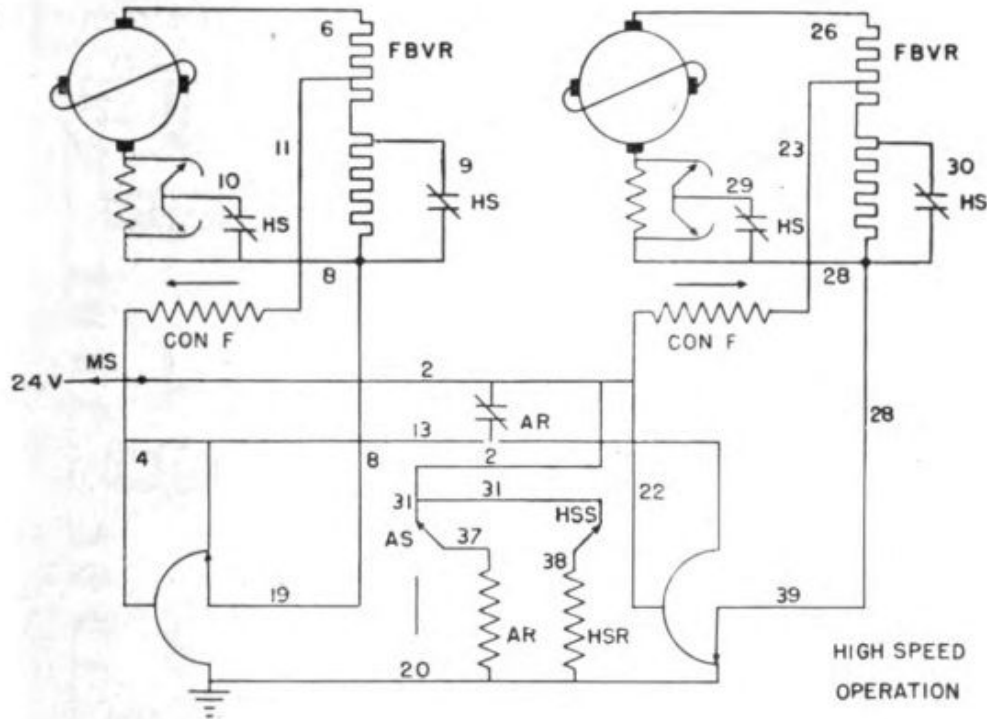 6
FBVR
26
FBVR
11
9
23
30
10
HS
29
HS
HS
HS
8
28
CON F
CON F
MS
24V
2
AR
28
13
4
8
2
31
31
22
HSS
AS
37
38
19
39
AR
HSR
20
HIGH SPEED
OPERATION